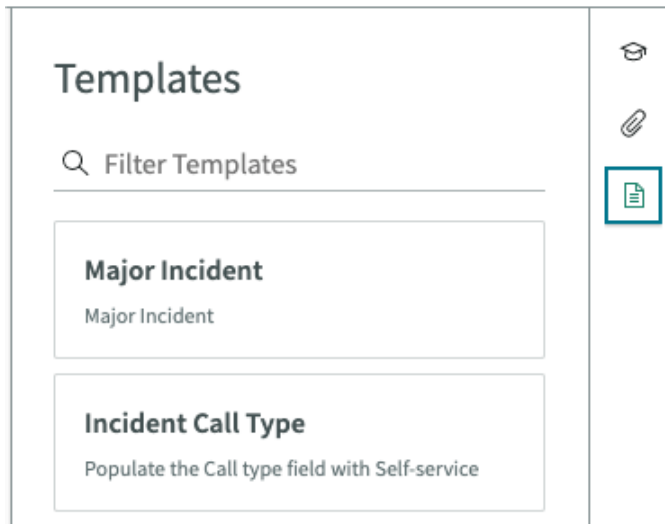 Templates
Filter Templates
Major Incident
Major Incident
Incident Call Type
Populate the Call type field with Self-service